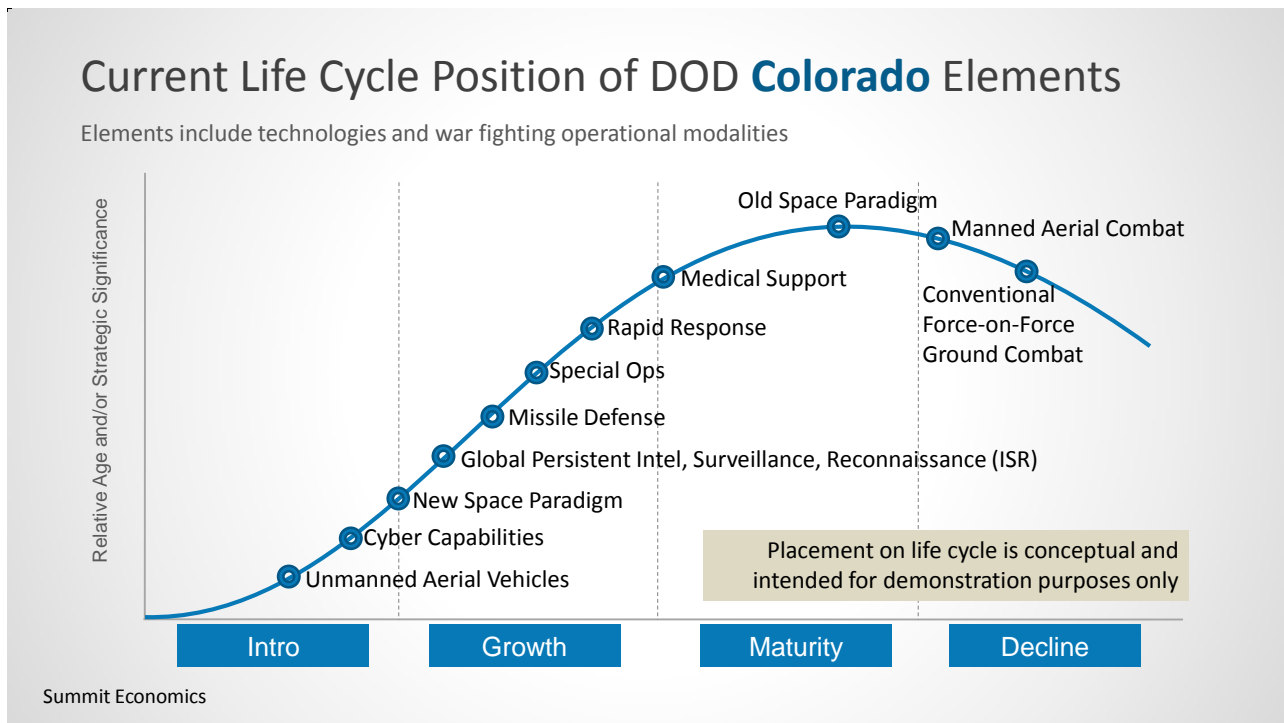 Current Life Cycle Position of DOD Colorado Elements
Elements include technologies and war fighting operational modalities
Relative Age and/or Strategic Significance
Old Space Paradigm
Manned Aerial Combat
Medical Support
Conventional
Force-on-Force
Ground Combat
Rapid Response
Special Ops
Missile Defense
Global Persistent Intel, Surveillance, Reconnaissance (ISR)
New Space Paradigm
Cyber Capabilities
Unmanned Aerial Vehicles
Placement on life cycle is conceptual and
intended for demonstration purposes only
Intro
Growth
Maturity
Decline
Summit Economics